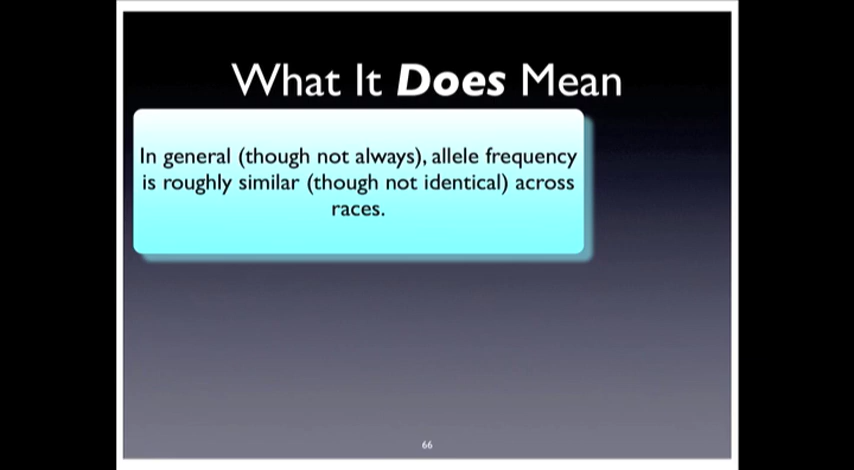 What It Does Mean
In general (though not always), allele frequency
is roughly similar (though not identical) across
races.
66